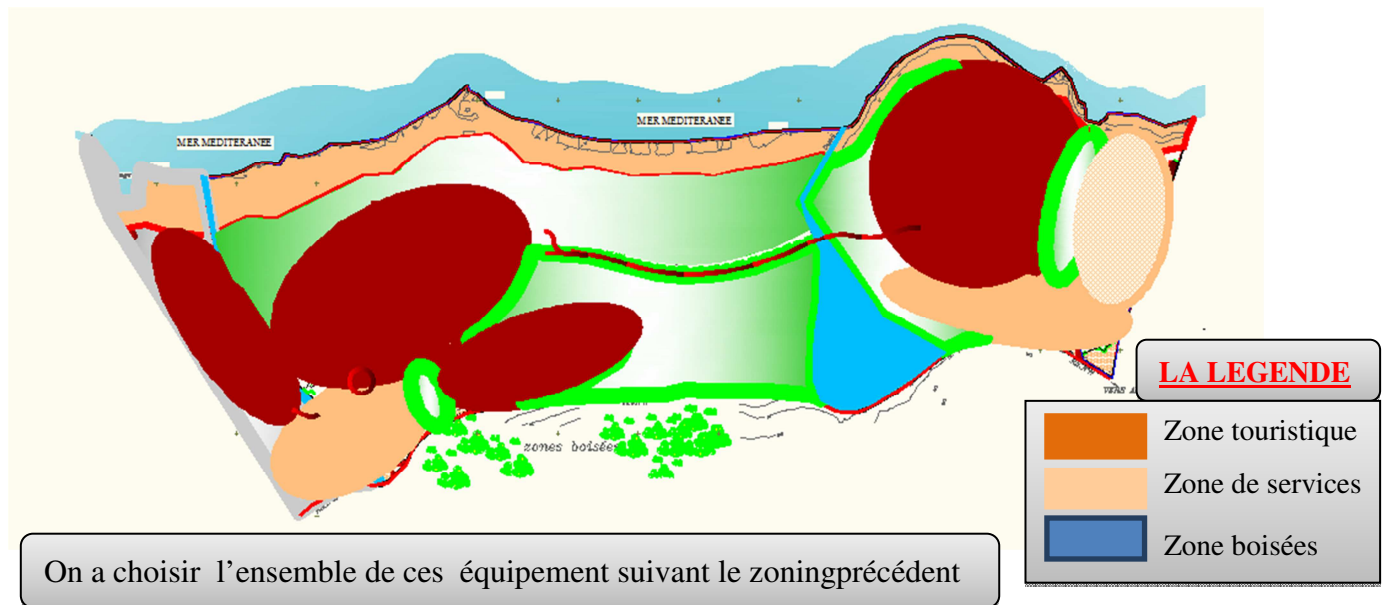 MER MEDITERANEE
MER MEDITERANEE
zones boisées
LA LEGENDE
Zone touristique
Zone de services
Zone boisées
On a choisir l’ensemble de ces équipement suivant le zoningprécédent